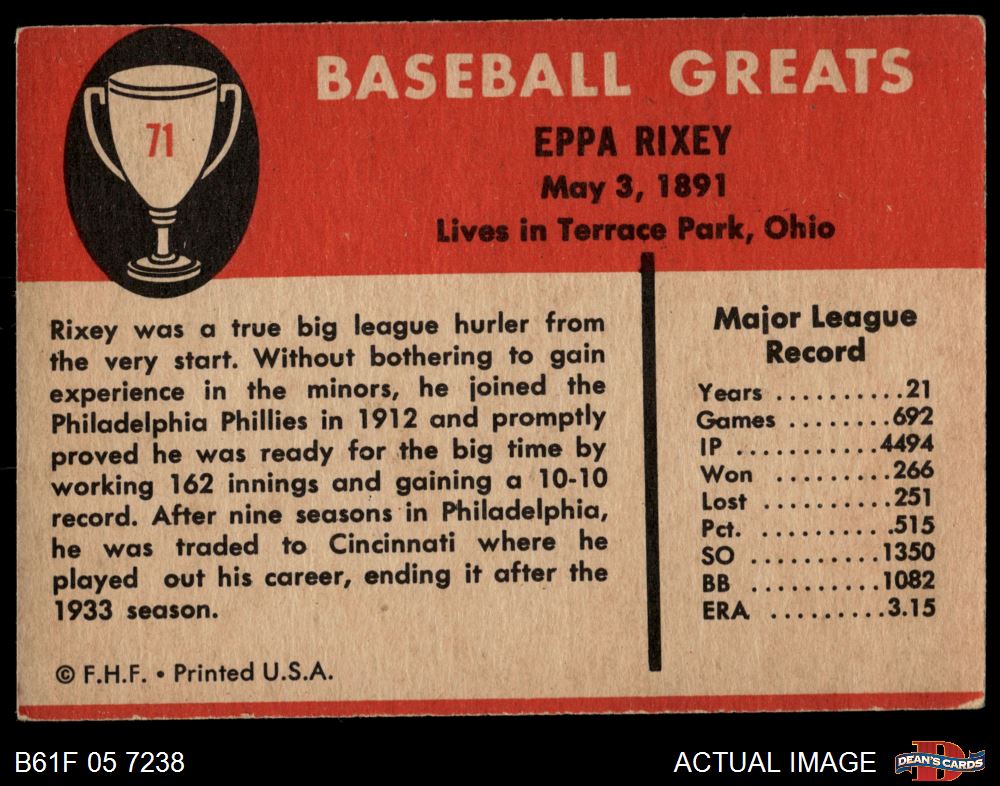 71
BASEBALL GREATS
EPPA RIXEY
May 3, 1891
Lives in Terrace Park, Ohio
Rixey was a true big league hurler from
the very start. Without bothering to gain
experience in the minors, he joined the
Philadelphia Phillies in 1912 and promptly
proved he was ready for the big time by
working 162 innings and gaining a 10-10
record. After nine seasons in Philadelphia,
he was traded to Cincinnati where he
played out his career, ending it after the
1933 season.
© F.H.F. • Printed U.S.A.
Major League
Record
Years ..........21
Games ........692
IP ............4494
Won .........266
Lost ..........251
Pct. ..........515
SO ...........1350
BB ..........1082
ERA .........3.15
B61F 05 7238
ACTUAL IMAGE
D
DEAN'S CARDS